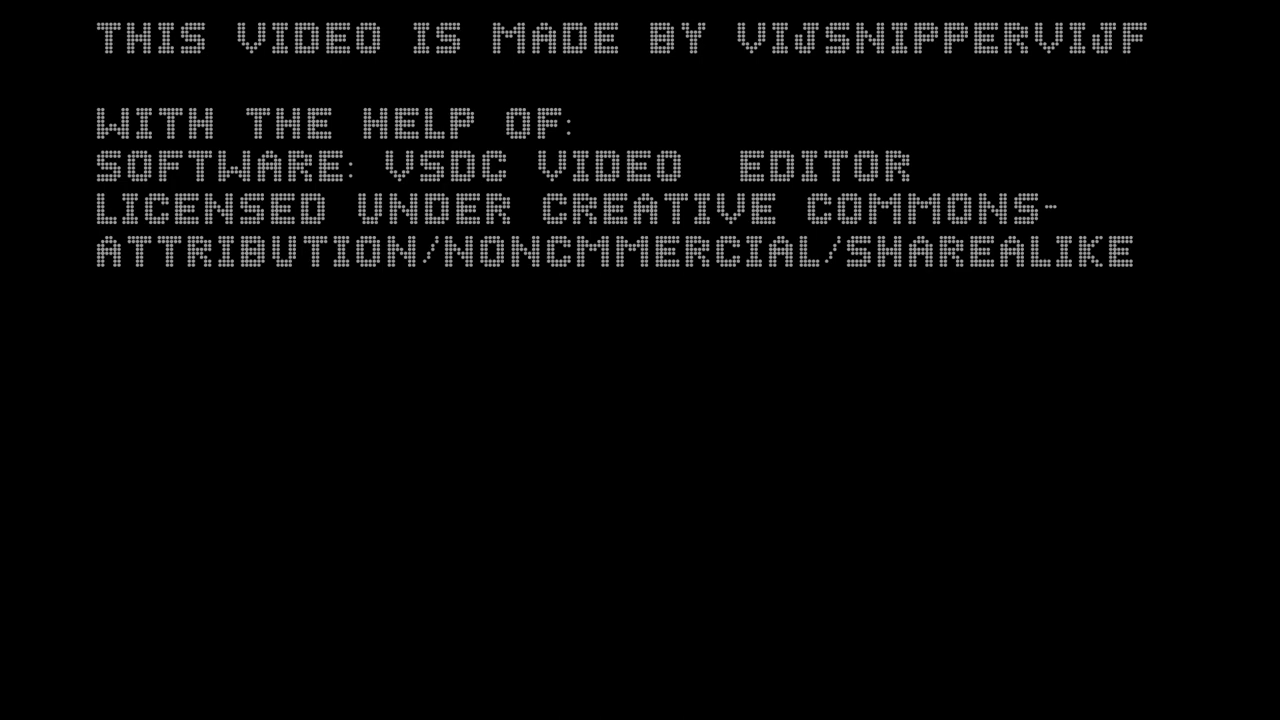 THIS VIDEO IS MADE BY VIJSNIPPERVIJF
WITH THE HELP OF:
SOFTWARE: VSDC VIDEO  EDITOR
LICENSED UNDER CREATIVE COMMONS-
ATTRIBUTION/NONCMMERCIAL/SHAREALIKE